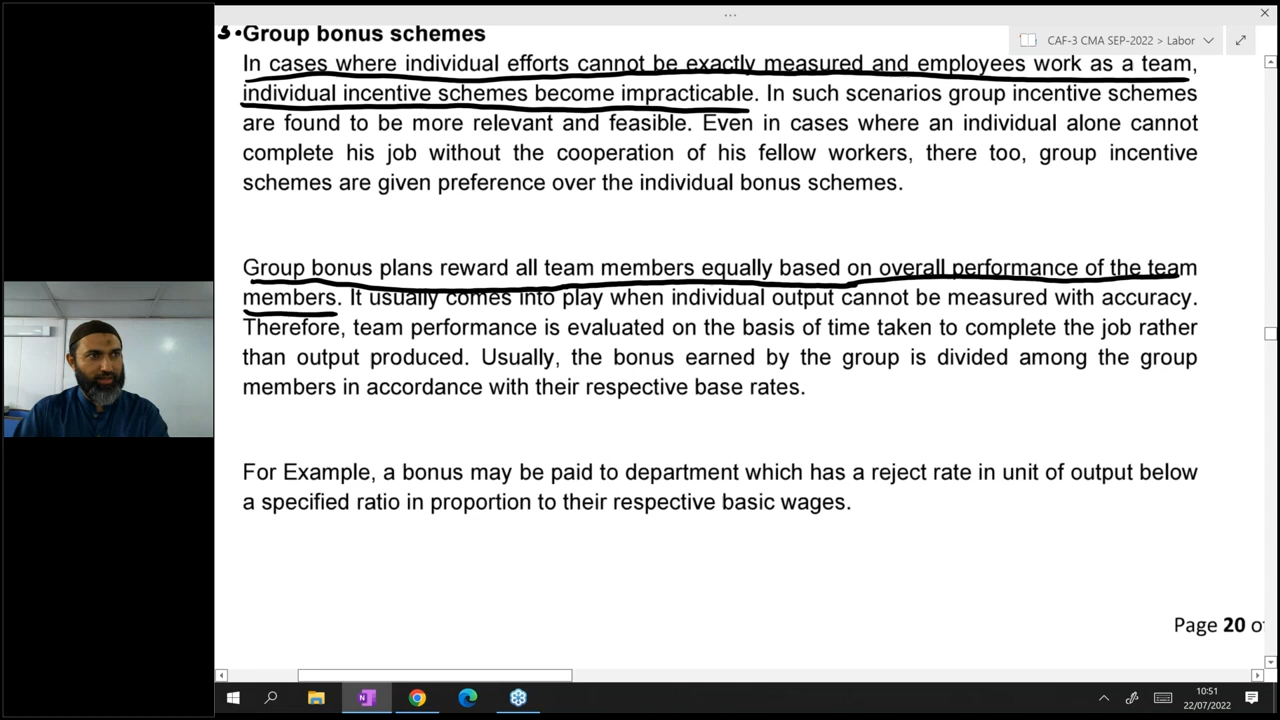 CAF-3 CMA SEP-2022 > Labor
3. Group bonus schemes
In cases where individual efforts cannot be exactly measured and employees work as a team,
individual incentive schemes become impracticable. In such scenarios group incentive schemes
are found to be more relevant and feasible. Even in cases where an individual alone cannot
complete his job without the cooperation of his fellow workers, there too, group incentive
schemes are given preference over the individual bonus schemes.
Group bonus plans reward all team members equally based on overall performance of the team
members. It usually comes into play when individual output cannot be measured with accuracy.
Therefore, team performance is evaluated on the basis of time taken to complete the job rather
than output produced. Usually, the bonus earned by the group is divided among the group
members in accordance with their respective base rates.
For Example, a bonus may be paid to department which has a reject rate in unit of output below
a specified ratio in proportion to their respective basic wages.
Page 20 o
10:51
22/07/2022